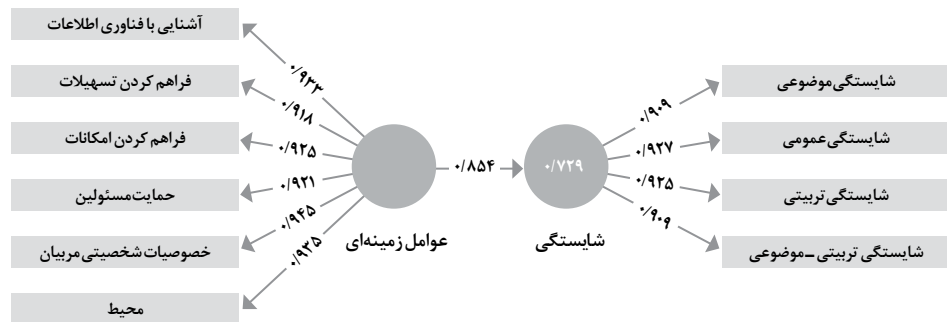 آشنایی با فناوری اطلاعات
فراهم کردن تسهیلات
فراهم کردن امکانات
حمایت مسئولین
خصوصیات شخصیتی مربیان
محیط
۰/۹۳۳
۰/۹۱۸
۰/۹۲۵
۰/۹۲۱
۰/۹۴۵
۰/۹۳۵
عوامل زمینه‌ای
۰/۸۵۴
۰/۷۲۹
شایستگی
۰/۹۰۹
۰/۹۲۷
۰/۹۲۵
۰/۹۰۹
شایستگی موضوعی
شایستگی عمومی
شایستگی تربیتی
شایستگی تربیتی ـ موضوعی